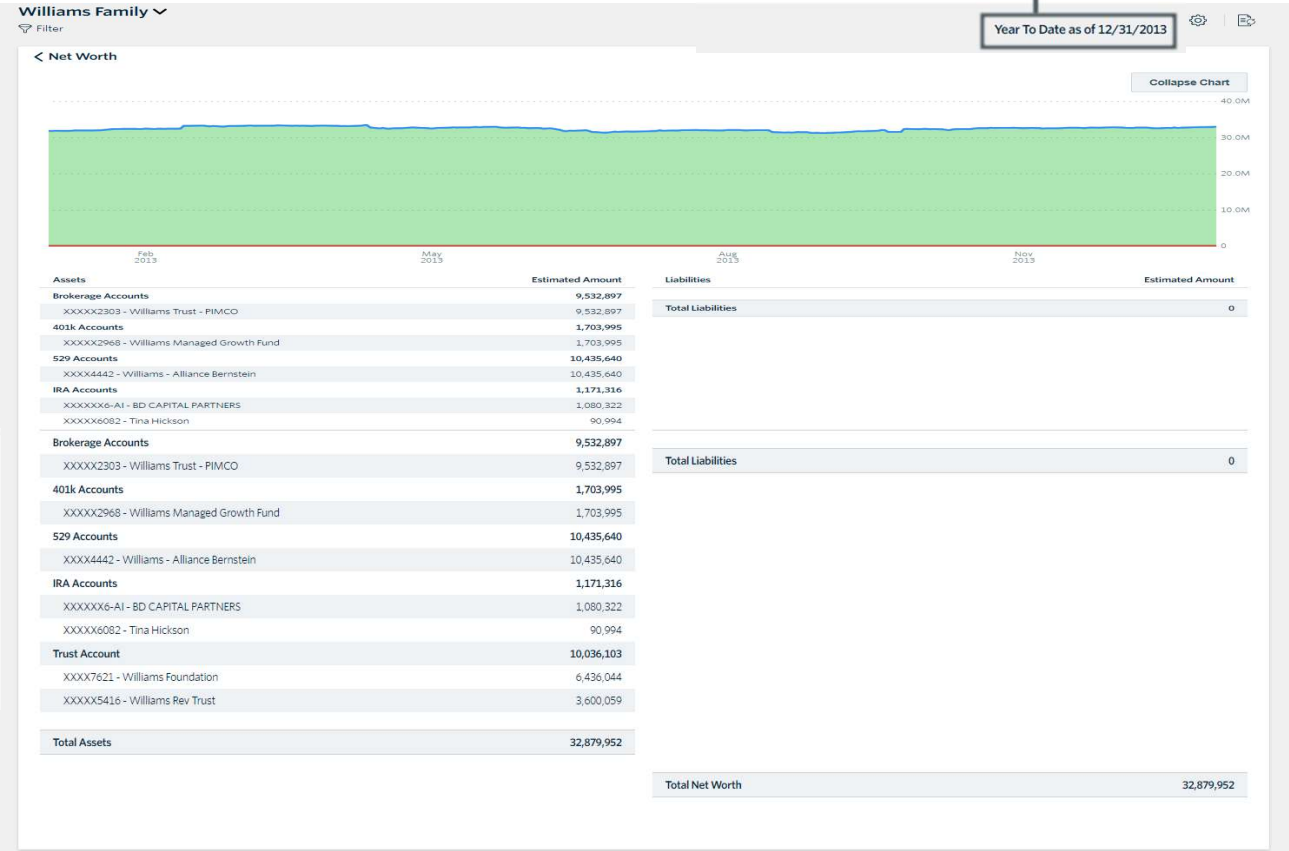 Williams Family
Filter
Year To Date as of 12/31/2013
Net Worth
Collapse Chart
40.0M
30.0M
20.0M
10.0M
0
Feb 2013
May 2013
Aug 2013
Nov 2013
Assets Estimated Amount Liabilities Estimated Amount
Brokerage Accounts 9,532,897
XXXXX2303 - Williams Trust - PIMCO 9,532,897 Total Liabilities 0
401k Accounts 1,703,995
XXXXX2968 - Williams Managed Growth Fund 1,703,995
529 Accounts 10,435,640
XXXX4442 - Williams - Alliance Bernstein 10,435,640
IRA Accounts 1,171,316
XXXXXX6-AI - BD CAPITAL PARTNERS 1,080,322
XXXXX6082 - Tina Hickson 90,994
Brokerage Accounts 9,532,897
XXXXX2303 - Williams Trust - PIMCO 9,532,897 Total Liabilities 0
401k Accounts 1,703,995
XXXXX2968 - Williams Managed Growth Fund 1,703,995
529 Accounts 10,435,640
XXXX4442 - Williams - Alliance Bernstein 10,435,640
IRA Accounts 1,171,316
XXXXXX6-AI - BD CAPITAL PARTNERS 1,080,322
XXXXX6082 - Tina Hickson 90,994
Trust Account 10,036,103
XXXX7621 - Williams Foundation 6,436,044
XXXXX5416 - Williams Rev Trust 3,600,059
Total Assets 32,879,952
Total Net Worth 32,879,952